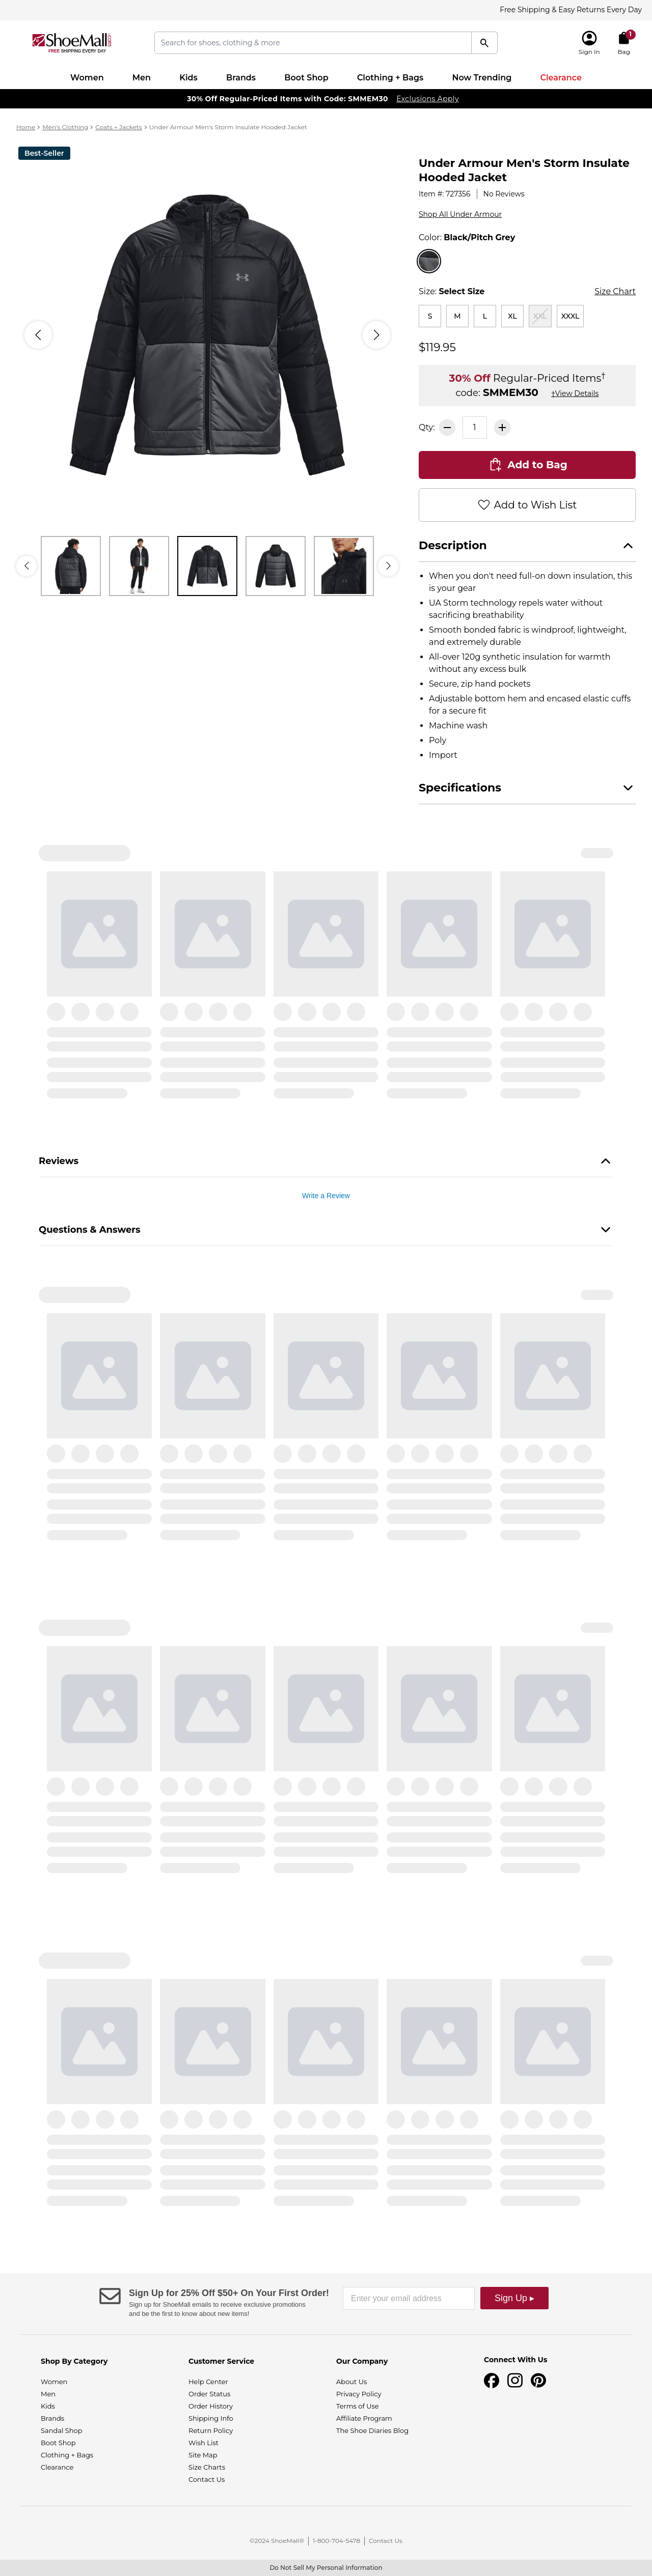 Free Shipping & Easy Returns Every Day
ShoeMall.com
FREE SHIPPING EVERY DAY
Search for shoes, clothing & more
Sign In
1
Bag
Women
Men
Kids
Brands
Boot Shop
Clothing + Bags
Now Trending
Clearance
30% Off Regular-Priced Items with Code: SMMEM30 Exclusions Apply
Home > Men's Clothing > Coats + Jackets > Under Armour Men's Storm Insulate Hooded Jacket
Best-Seller
Under Armour Men's Storm Insulate
Hooded Jacket
Item #: 727356 | No Reviews
Shop All Under Armour
Color: Black/Pitch Grey
Size: Select Size
Size Chart
S
M
L
XL
XXL
XXXL
$119.95
30% Off Regular-Priced Items†
code: SMMEM30 ‡View Details
Qty:
1
Add to Bag
Add to Wish List
Description
• When you don't need full-on down insulation, this
is your gear
• UA Storm technology repels water without
sacrificing breathability
• Smooth bonded fabric is windproof, lightweight,
and extremely durable
• All-over 120g synthetic insulation for warmth
without any excess bulk
• Secure, zip hand pockets
• Adjustable bottom hem and encased elastic cuffs
for a secure fit
• Machine wash
• Poly
• Import
Specifications
Reviews
Write a Review
Questions & Answers
Sign Up for 25% Off $50+ On Your First Order!
Sign up for ShoeMall emails to receive exclusive promotions
and be the first to know about new items!
Enter your email address
Sign Up ▸
Shop By Category
Women
Men
Kids
Brands
Sandal Shop
Boot Shop
Clothing + Bags
Clearance
Customer Service
Help Center
Order Status
Order History
Shipping Info
Return Policy
Wish List
Site Map
Size Charts
Contact Us
Our Company
About Us
Privacy Policy
Terms of Use
Affiliate Program
The Shoe Diaries Blog
Connect With Us
©2024 ShoeMall® | 1-800-704-5478 | Contact Us
Do Not Sell My Personal Information